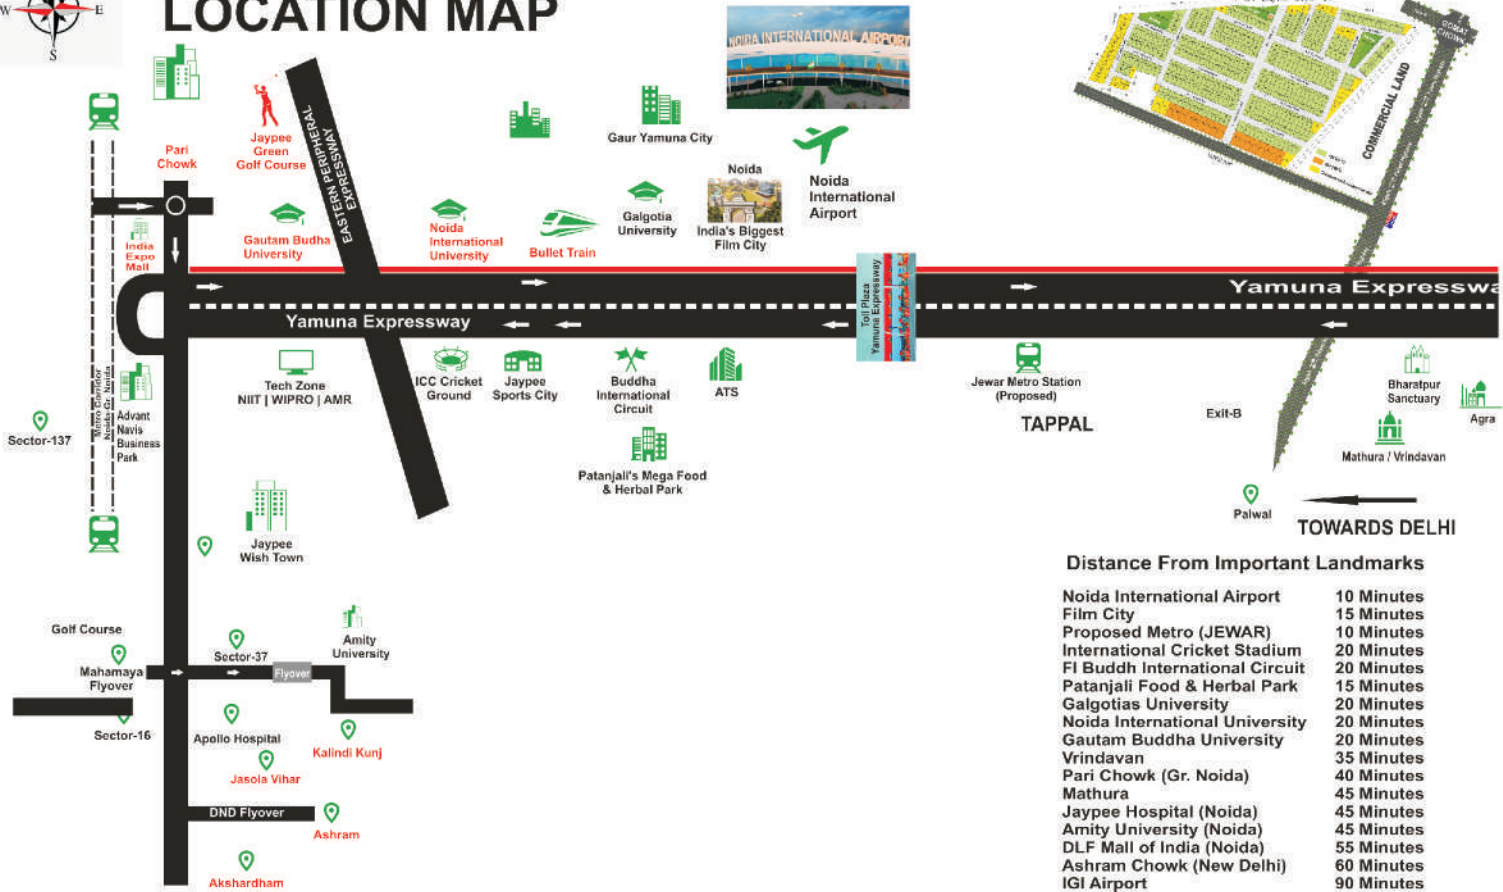 LOCATION MAP
W
E
S
NOIDA INTERNATIONAL AIRPORT
GOMAT
CHOWK
COMMERCIAL LAND
Pari
Chowk
Jaypee
Green
Golf Course
EASTERN PERIPHERAL
EXPRESSWAY
Gaur Yamuna City
Noida
International
Airport
India
Expo
Mall
Gautam Budha
University
Noida
International
University
Bullet Train
Galgotia
University
Noida
India's Biggest
Film City
Yamuna Expressway
Yamuna Expresswa
Toll Plaza
Yamuna Expressway
Metro Corridor
Noida-Gr. Noida
Sector-137
Advant
Navis
Business
Park
Tech Zone
NIIT | WIPRO | AMR
ICC Cricket
Ground
Jaypee
Sports City
Buddha
International
Circuit
ATS
Patanjali's Mega Food
& Herbal Park
Jewar Metro Station
(Proposed)
TAPPAL
Exit-B
Bharatpur
Sanctuary
Agra
Mathura / Vrindavan
Palwal
TOWARDS DELHI
Jaypee
Wish Town
Golf Course
Mahamaya
Flyover
Sector-37
Flyover
Amity
University
Sector-16
Apollo Hospital
Kalindi Kunj
Jasola Vihar
DND Flyover
Ashram
Akshardham
Distance From Important Landmarks
Noida International Airport 10 Minutes
Film City 15 Minutes
Proposed Metro (JEWAR) 10 Minutes
International Cricket Stadium 20 Minutes
FI Buddh International Circuit 20 Minutes
Patanjali Food & Herbal Park 15 Minutes
Galgotias University 20 Minutes
Noida International University 20 Minutes
Gautam Buddha University 20 Minutes
Vrindavan 35 Minutes
Pari Chowk (Gr. Noida) 40 Minutes
Mathura 45 Minutes
Jaypee Hospital (Noida) 45 Minutes
Amity University (Noida) 45 Minutes
DLF Mall of India (Noida) 55 Minutes
Ashram Chowk (New Delhi) 60 Minutes
IGI Airport 90 Minutes